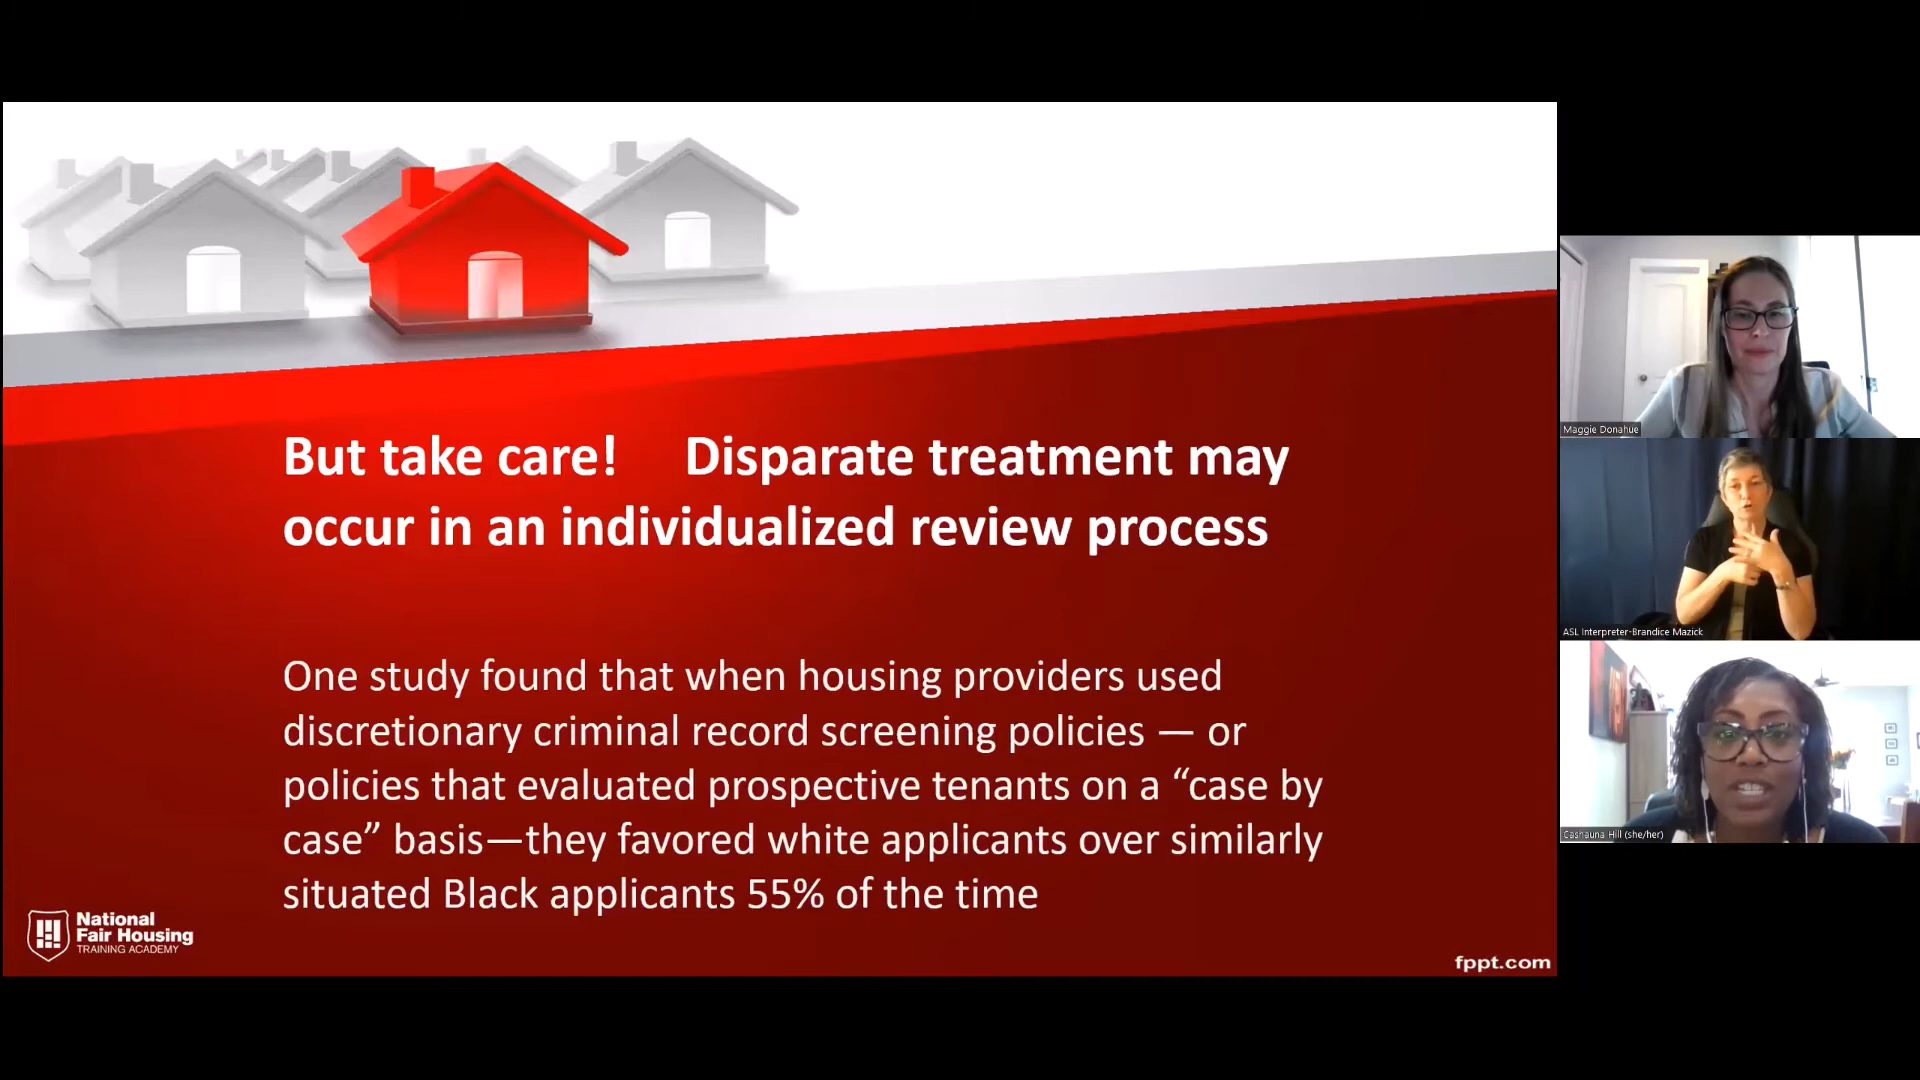 But take care! Disparate treatment may
occur in an individualized review process
One study found that when housing providers used
discretionary criminal record screening policies — or
policies that evaluated prospective tenants on a “case by
case” basis—they favored white applicants over similarly
situated Black applicants 55% of the time
National
Fair Housing
TRAINING ACADEMY
fppt.com
Maggie Donahue
ASL Interpreter-Brandice Mazick
Cashauna Hill (she/her)